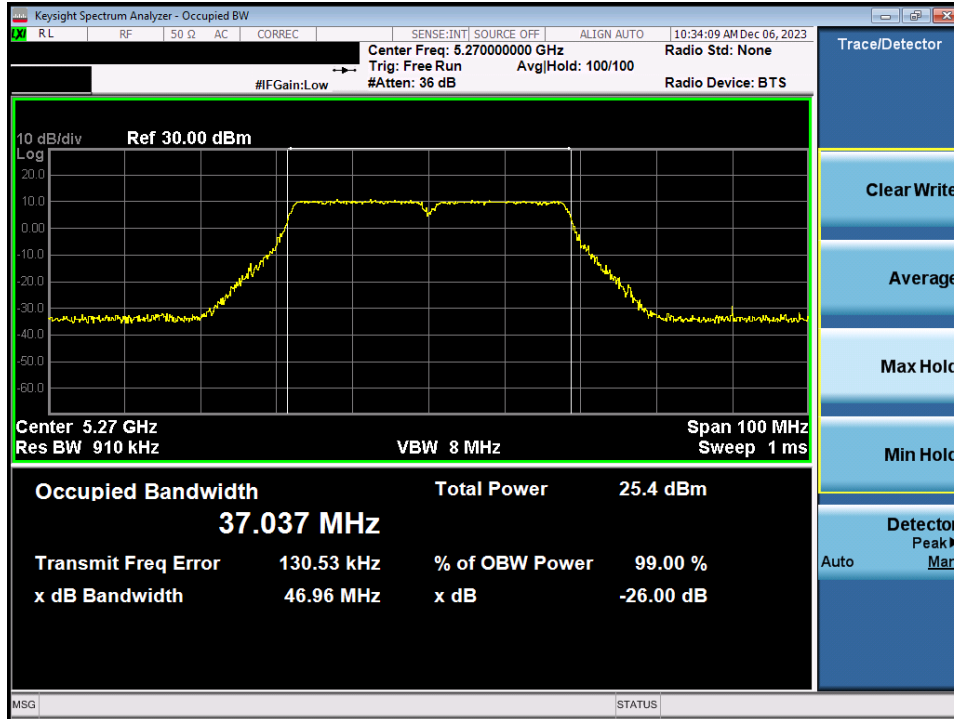 Keysight Spectrum Analyzer - Occupied BW
LXI RL RF 50 Ω AC CORREC SENSE:INT SOURCE OFF ALIGN AUTO 10:34:09 AM Dec 06, 2023
Center Freq: 5.270000000 GHz Radio Std: None
Trig: Free Run Avg|Hold: 100/100
#IFGain:Low #Atten: 36 dB Radio Device: BTS
Trace/Detector
10 dB/div Ref 30.00 dBm
Log
20.0
10.0
0.00
-10.0
-20.0
-30.0
-40.0
-50.0
-60.0
Center 5.27 GHz Span 100 MHz
Res BW 910 kHz VBW 8 MHz Sweep 1 ms
Occupied Bandwidth Total Power 25.4 dBm
37.037 MHz
Transmit Freq Error 130.53 kHz % of OBW Power 99.00 %
x dB Bandwidth 46.96 MHz x dB -26.00 dB
Clear Write
Average
Max Hold
Min Hold
Detector
Peak
Auto Man
MSG STATUS